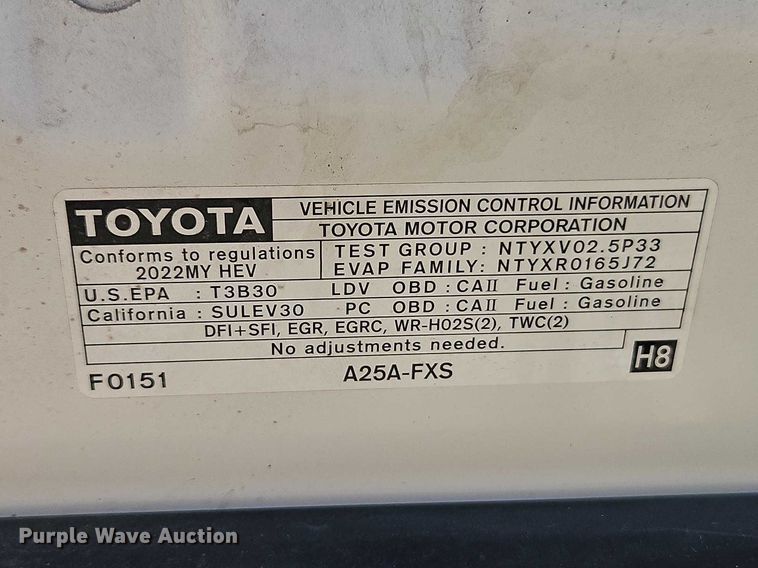 TOYOTA
VEHICLE EMISSION CONTROL INFORMATION
TOYOTA MOTOR CORPORATION
Conforms to regulations
2022MY HEV
TEST GROUP : NTYXV02.5P33
EVAP FAMILY: NTYXR0165J72
U.S.EPA : T3B30 LDV OBD : CAII Fuel : Gasoline
California : SULEV30 PC OBD : CAII Fuel : Gasoline
DFI+SFI, EGR, EGRC, WR-HO2S(2), TWC(2)
No adjustments needed.
F0151 A25A-FXS H8
Purple Wave Auction